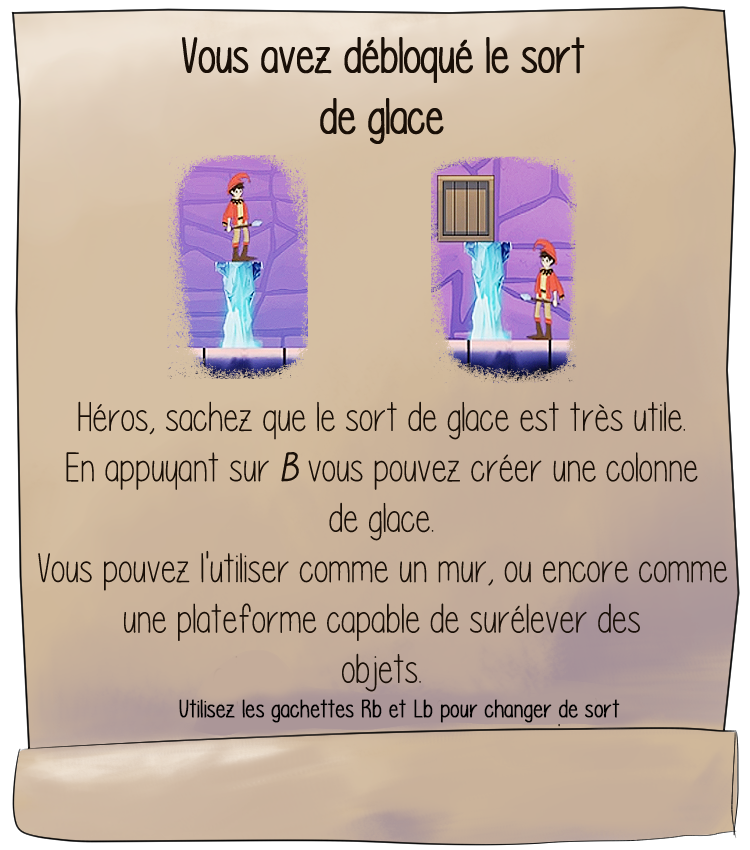 Vous avez débloqué le sort
de glace
Héros, sachez que le sort de glace est très utile.
En appuyant sur B vous pouvez créer une colonne
de glace.
Vous pouvez l'utiliser comme un mur, ou encore comme
une plateforme capable de surélever des
objets.
Utilisez les gachettes Rb et Lb pour changer de sort